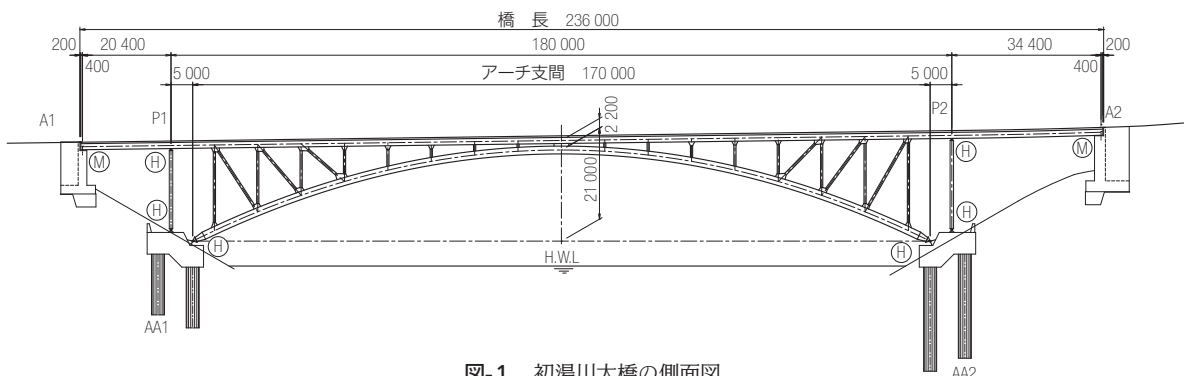 橋 長 236 000
200 20 400 180 000 34 400 200
400 5 000 アーチ支間 170 000 5 000 400
A1 P1 2 200 P2 A2
M H H M
21 000
H H
H H
H.W.L
AA1 AA2
図-1 初湯川大橋の側面図